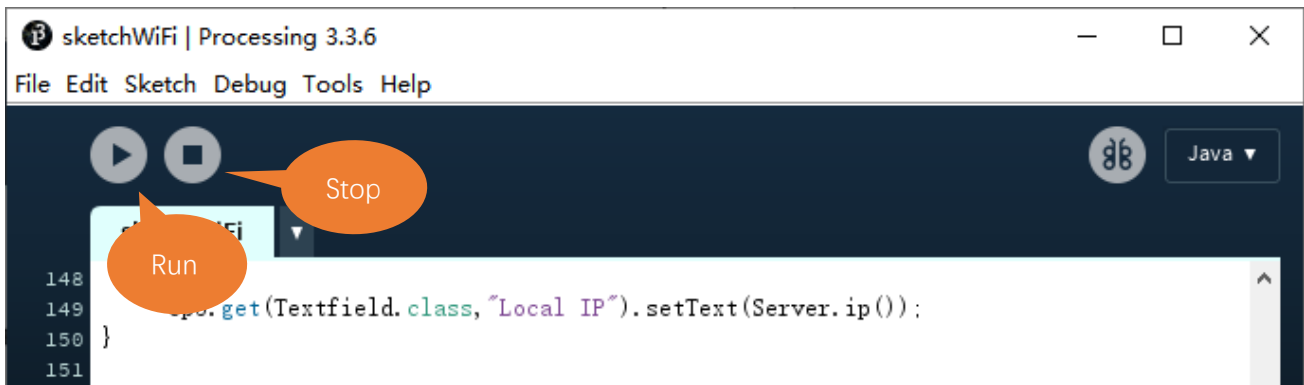 sketchWiFi | Processing 3.3.6
File Edit Sketch Debug Tools Help
Java ▼
Stop
Run
148
149 .get(Textfield.class,"Local IP").setText(Server.ip());
150 }
151